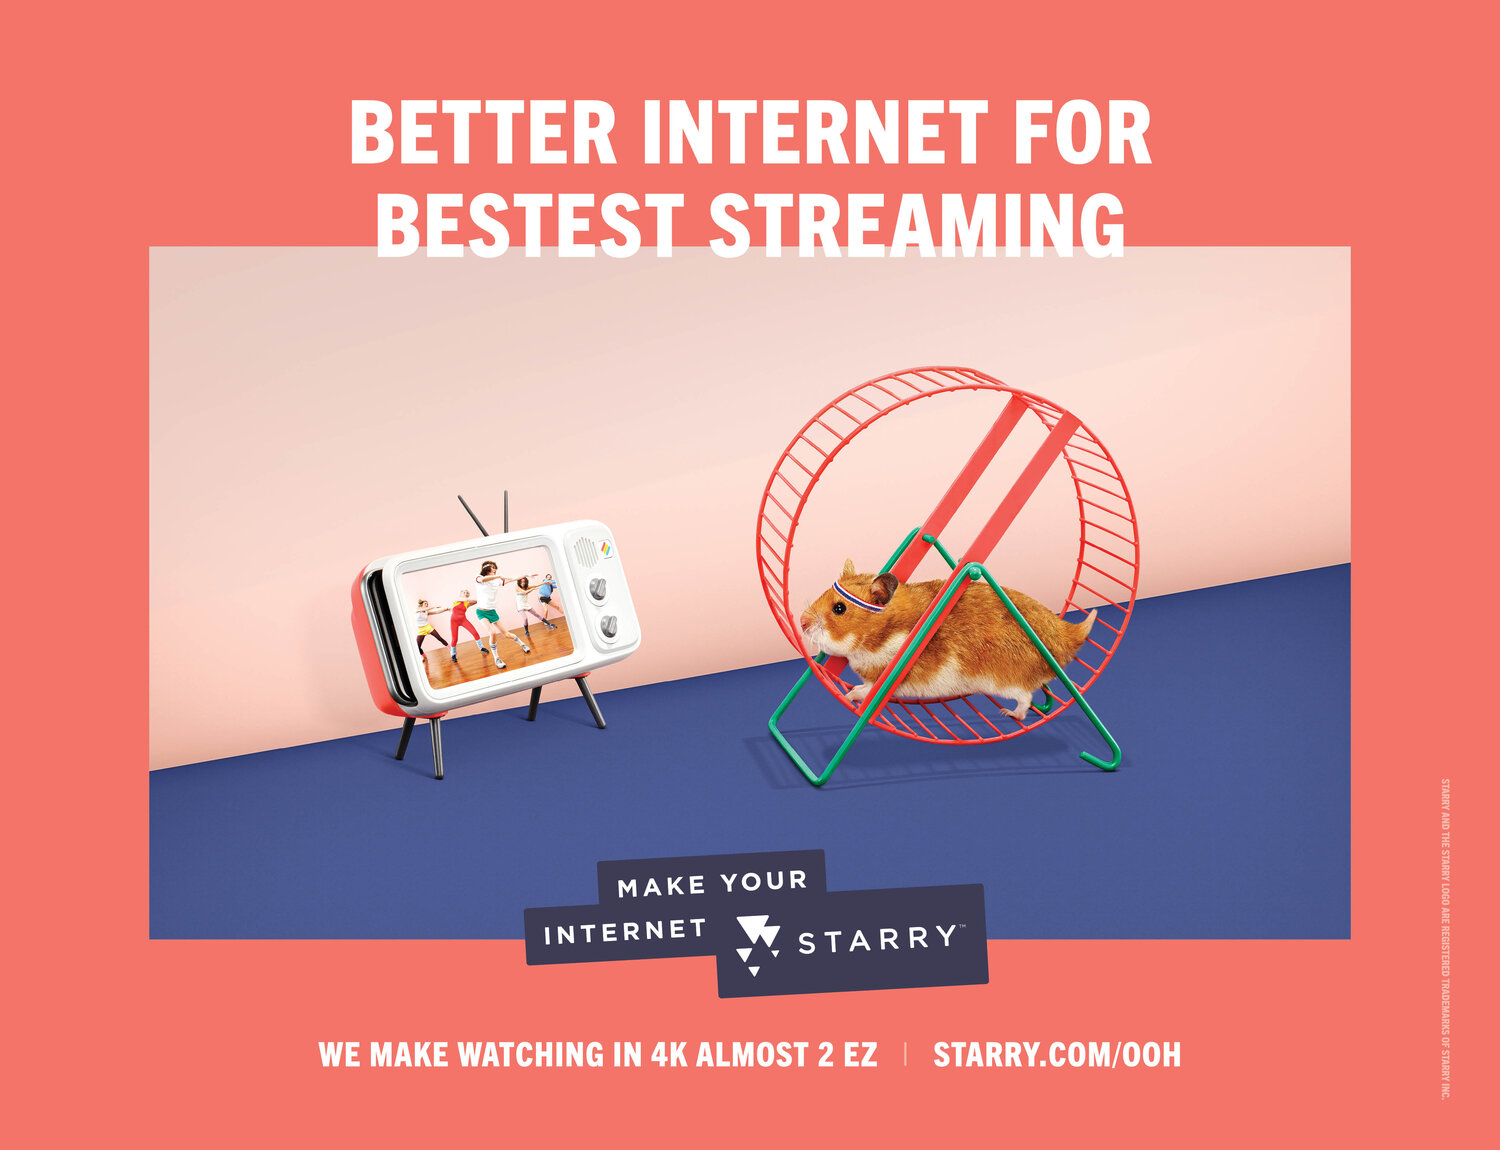 BETTER INTERNET FOR
BESTEST STREAMING
MAKE YOUR
INTERNET
STARRY™
WE MAKE WATCHING IN 4K ALMOST 2 EZ | STARRY.COM/OOH
STARRY AND THE STARRY LOGO ARE REGISTERED TRADEMARKS OF STARRY INC.